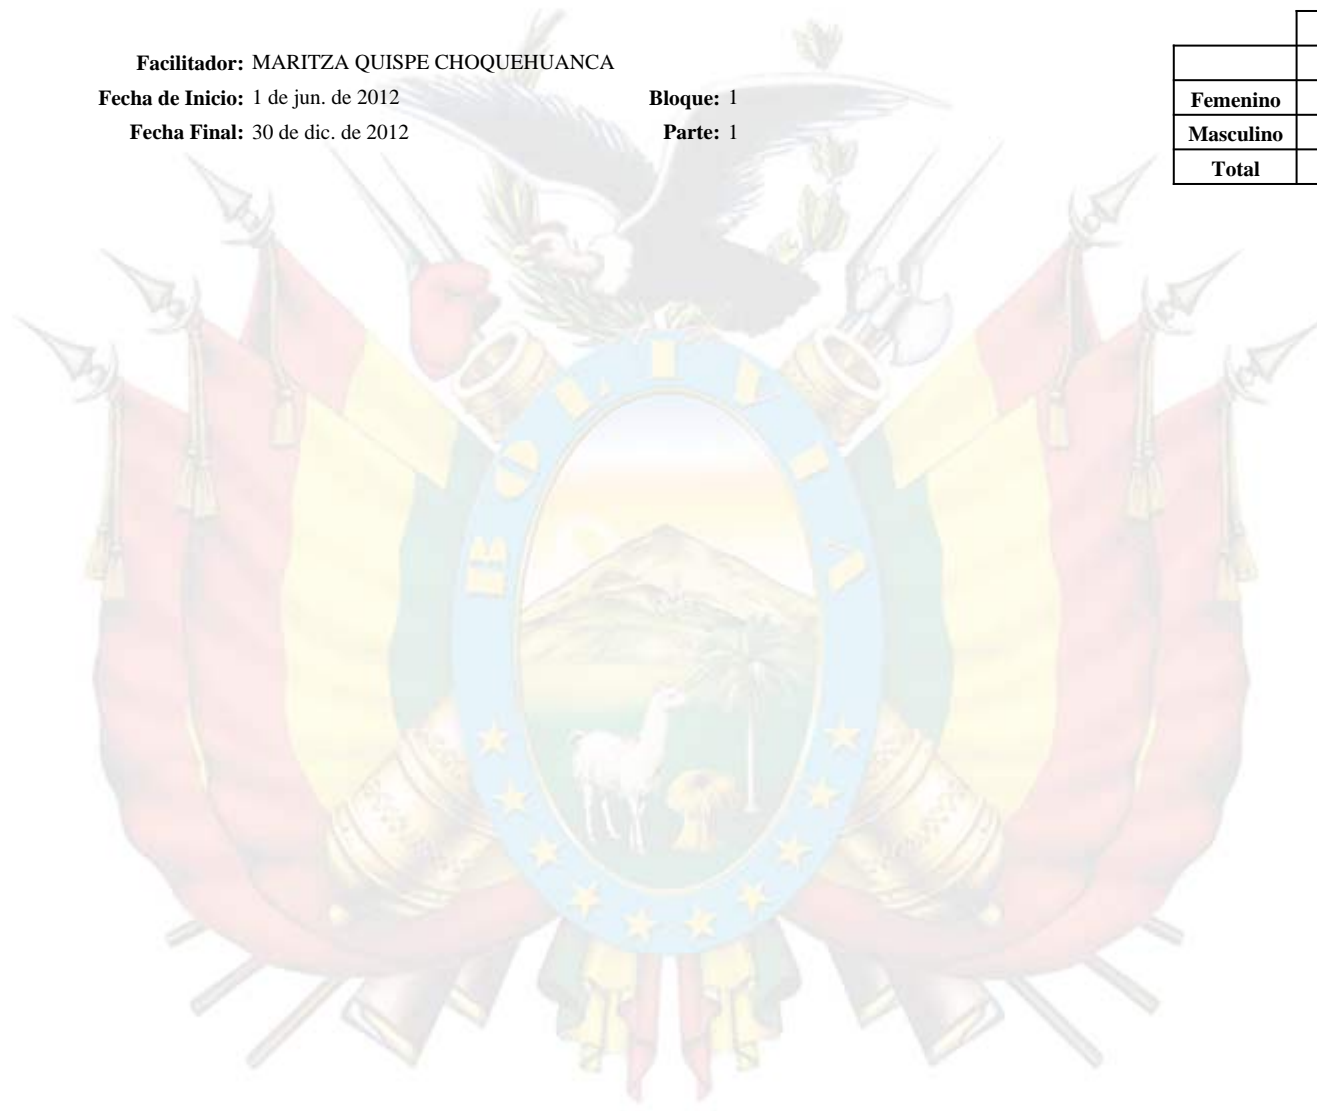 Facilitador: MARITZA QUISPE CHOQUEHUANCA
Fecha de Inicio: 1 de jun. de 2012 Bloque: 1
Fecha Final: 30 de dic. de 2012 Parte: 1
Femenino
Masculino
Total
BOLIVIA